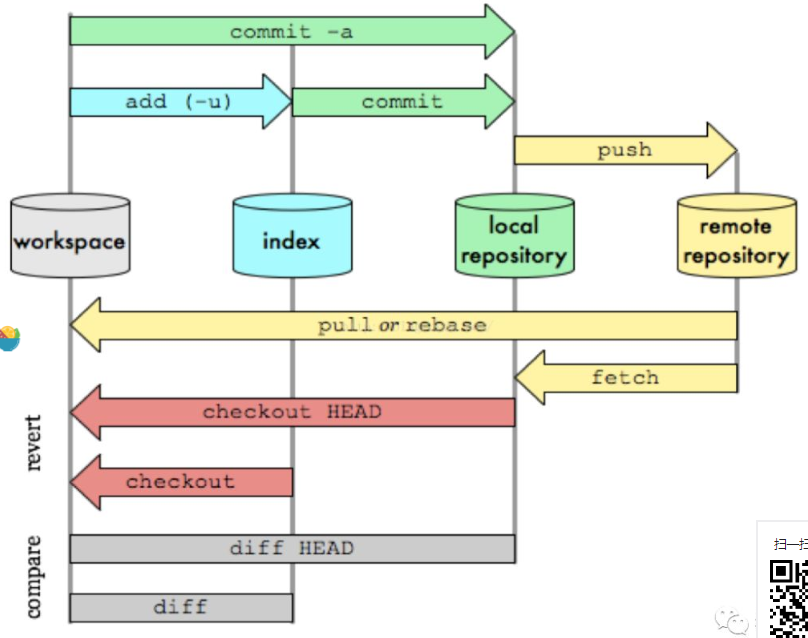 commit -a
add (-u)
commit
push
workspace
index
local
repository
remote
repository
pull or rebase
fetch
revert
checkout HEAD
checkout
compare
diff HEAD
diff
扫一扫